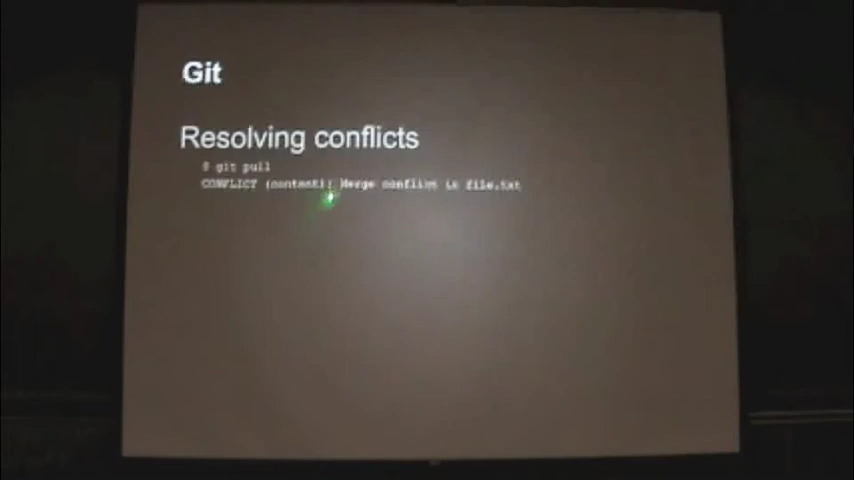 Git
Resolving conflicts
$ git pull
CONFLICT (content): Merge conflict in file.txt